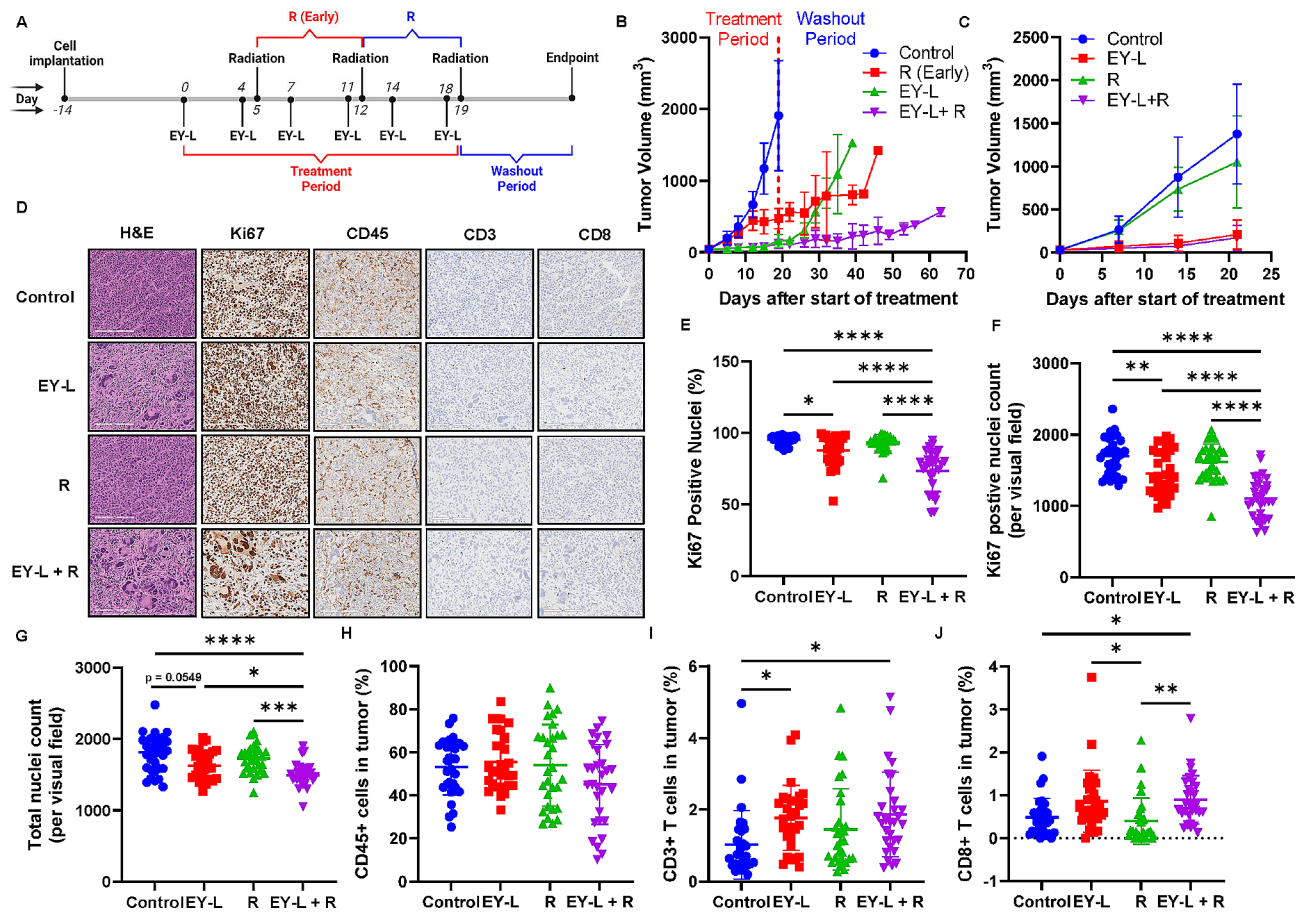 A
R (Early)
R
Cell
implantation
Radiation
Radiation
Radiation
Endpoint
Day
0
4
7
11
14
18
-14
5
12
19
EY-L
EY-L
EY-L
EY-L
EY-L
EY-L
Treatment
Period
Washout
Period
B
Treatment
Period
Washout
Period
Tumor Volume (mm3)
3000
2000
1000
0
0
10
20
30
40
50
60
70
Days after start of treatment
Control
R (Early)
EY-L
EY-L+ R
C
Tumor Volume (mm3)
2500
2000
1500
1000
500
0
0
5
10
15
20
25
Days after start of treatment
Control
EY-L
R
EY-L+R
D
H&E
Ki67
CD45
CD3
CD8
Control
EY-L
R
EY-L + R
E
Ki67 Positive Nuclei (%)
150
100
50
0
****
****
*
****
Control
EY-L
R
EY-L + R
F
Ki67 postive nuclei count
(per visual field)
3000
2000
1000
0
****
**
****
****
Control
EY-L
R
EY-L + R
G
Total nuclei count
(per visual field)
3000
2000
1000
0
****
p = 0.0549
*
***
Control
EY-L
R
EY-L + R
H
CD45+ cells in tumor (%)
100
80
60
40
20
0
Control
EY-L
R
EY-L + R
I
CD3+ T cells in tumor (%)
6
4
2
0
*
*
Control
EY-L
R
EY-L + R
J
CD8+ T cells in tumor (%)
4
3
2
1
0
-1
*
*
**
Control
EY-L
R
EY-L + R